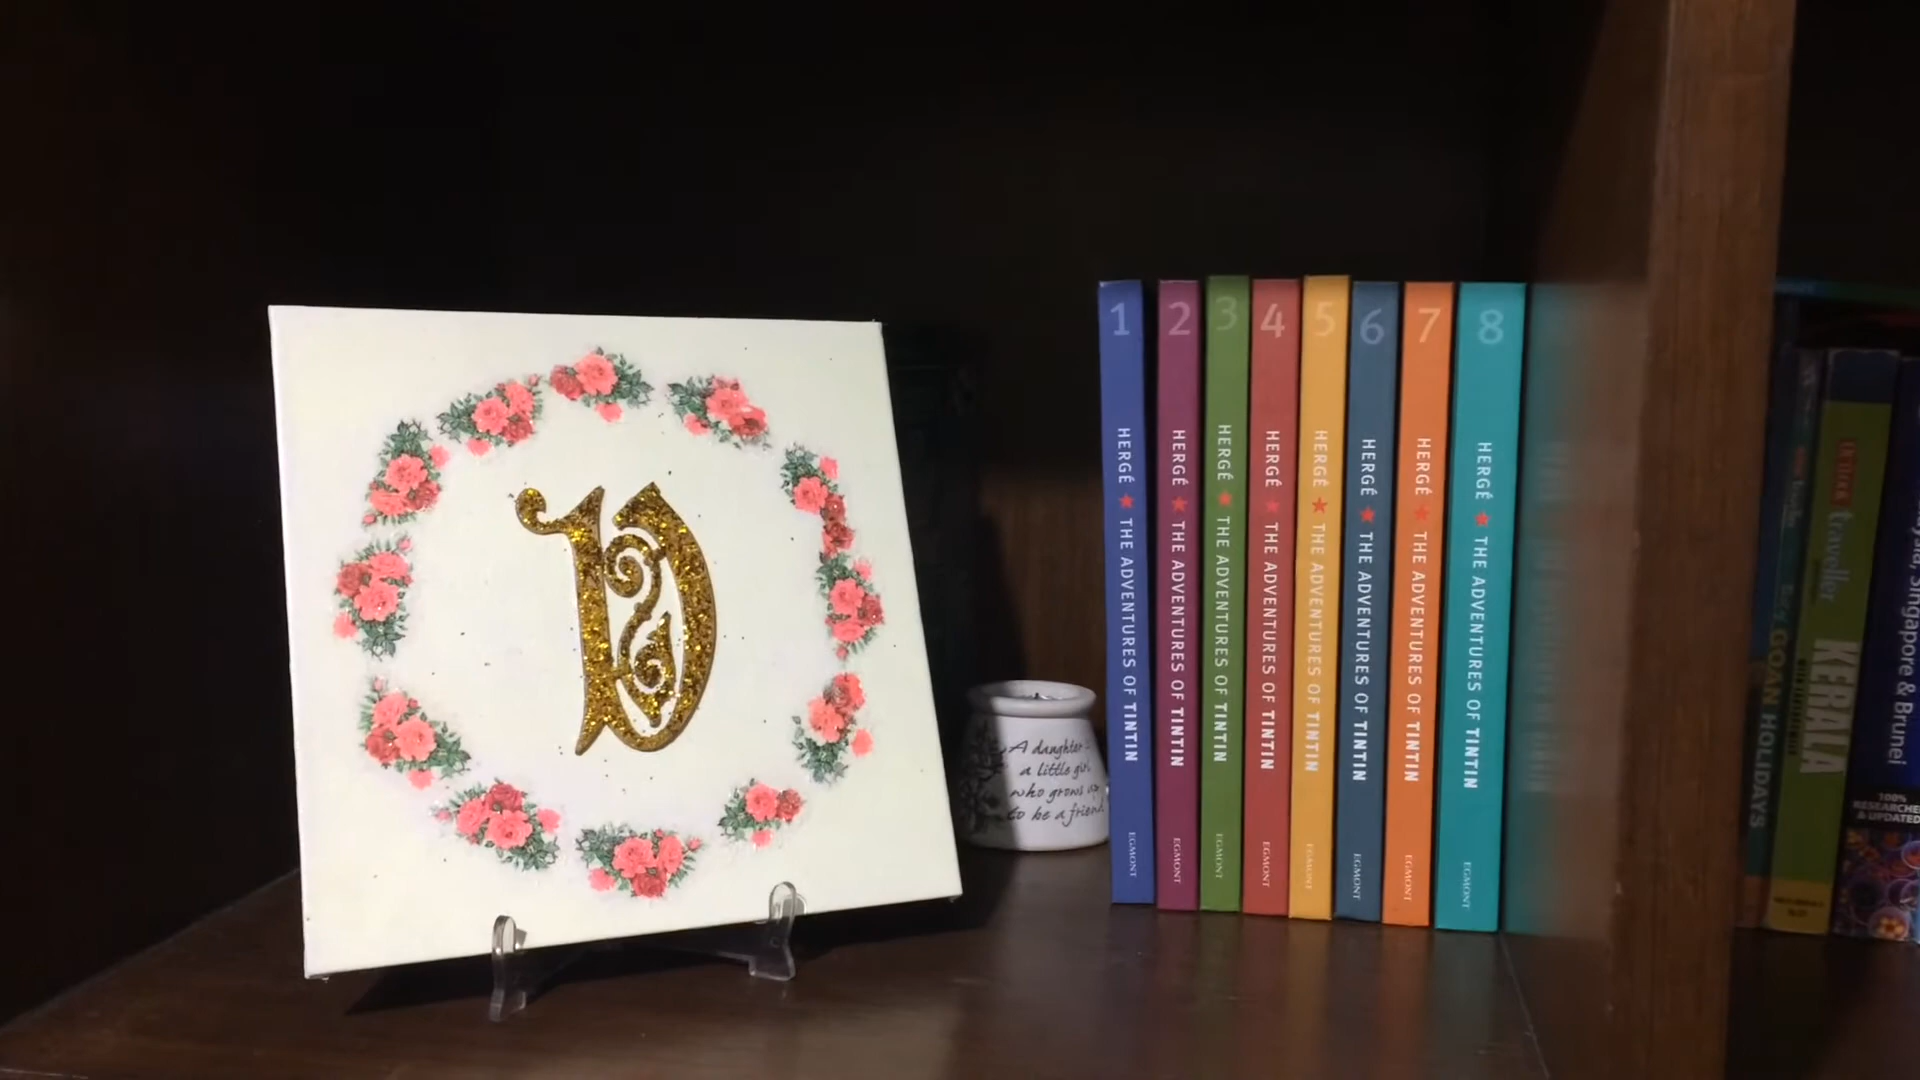 D
A daughter is
a little girl
who grows up
to be a friend.
1 HERGÉ ★ THE ADVENTURES OF TINTIN EGMONT
2 HERGÉ ★ THE ADVENTURES OF TINTIN EGMONT
3 HERGÉ ★ THE ADVENTURES OF TINTIN EGMONT
4 HERGÉ ★ THE ADVENTURES OF TINTIN EGMONT
5 HERGÉ ★ THE ADVENTURES OF TINTIN EGMONT
6 HERGÉ ★ THE ADVENTURES OF TINTIN EGMONT
7 HERGÉ ★ THE ADVENTURES OF TINTIN EGMONT
8 HERGÉ ★ THE ADVENTURES OF TINTIN EGMONT
GOAN HOLIDAYS
traveller
KERALA
Singapore & Brunei
100%
RESEARCHED
& UPDATED